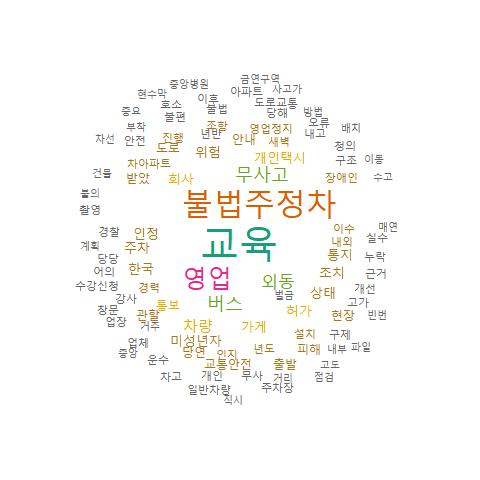 금연구역
중앙병원
아파트 사고가
현수막 이후
호소 불법 도로교통
중요 불편 당해 방법
부착 조합 영업정지 오류 배치
차선 안전 진행 년만 안내 새벽 내고
도로 위험 개인택시 청의
차아파트 구조 이동
건물 받았 회사 무사고 장애인 수고
불의 불법주정차
촬영
경찰 인정 교육 이수 매연
계획 주차 내외 실수
당당 통지 누락
어의 한국 영업 외동 조치 근거
수강신청 경력 벌금 상태 개선
강사 통보 버스 고가
창문 관할 허가 현장 빈번
업장 거주 차량 가게
업체 미성년자 설치 구제
중앙 당연 인지 년도 피해 내부 파일
운수 교통안전 출발 고도
차고 개인 무사 거리 점검
일반차량 주차장
식시